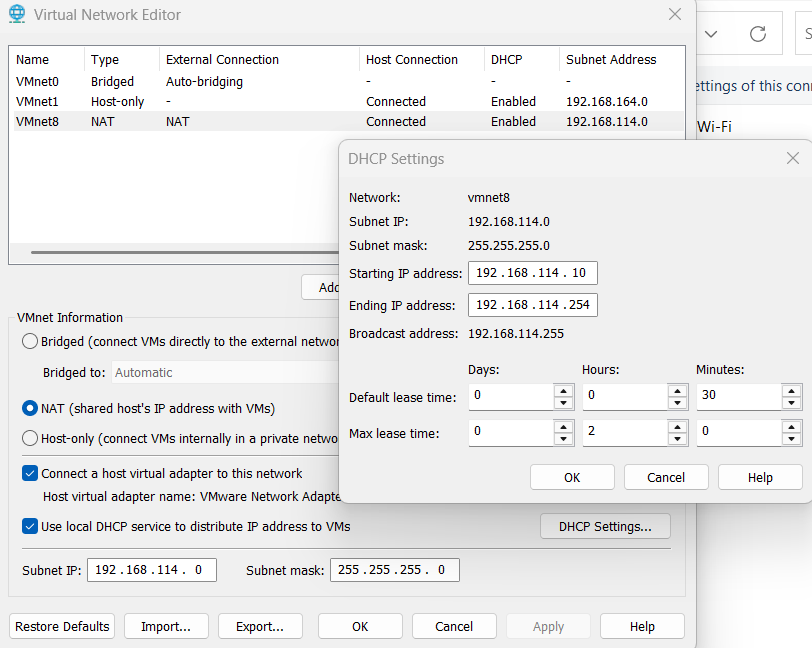 Virtual Network Editor
Name Type External Connection Host Connection DHCP Subnet Address
VMnet0 Bridged Auto-bridging - - -
VMnet1 Host-only - Connected Enabled 192.168.164.0
VMnet8 NAT NAT Connected Enabled 192.168.114.0
ettings of this con
Wi-Fi
DHCP Settings
Network: vmnet8
Subnet IP: 192.168.114.0
Subnet mask: 255.255.255.0
Starting IP address: 192 . 168 . 114 . 10
Ending IP address: 192 . 168 . 114 . 254
Broadcast address: 192.168.114.255
Days: Hours: Minutes:
Default lease time: 0 0 30
Max lease time: 0 2 0
OK Cancel Help
Add
VMnet Information
Bridged (connect VMs directly to the external networ
Bridged to: Automatic
NAT (shared host's IP address with VMs)
Host-only (connect VMs internally in a private netwo
Connect a host virtual adapter to this network
Host virtual adapter name: VMware Network Adapte
Use local DHCP service to distribute IP address to VMs
DHCP Settings...
Subnet IP: 192 . 168 . 114 . 0 Subnet mask: 255 . 255 . 255 . 0
Restore Defaults Import... Export... OK Cancel Apply Help